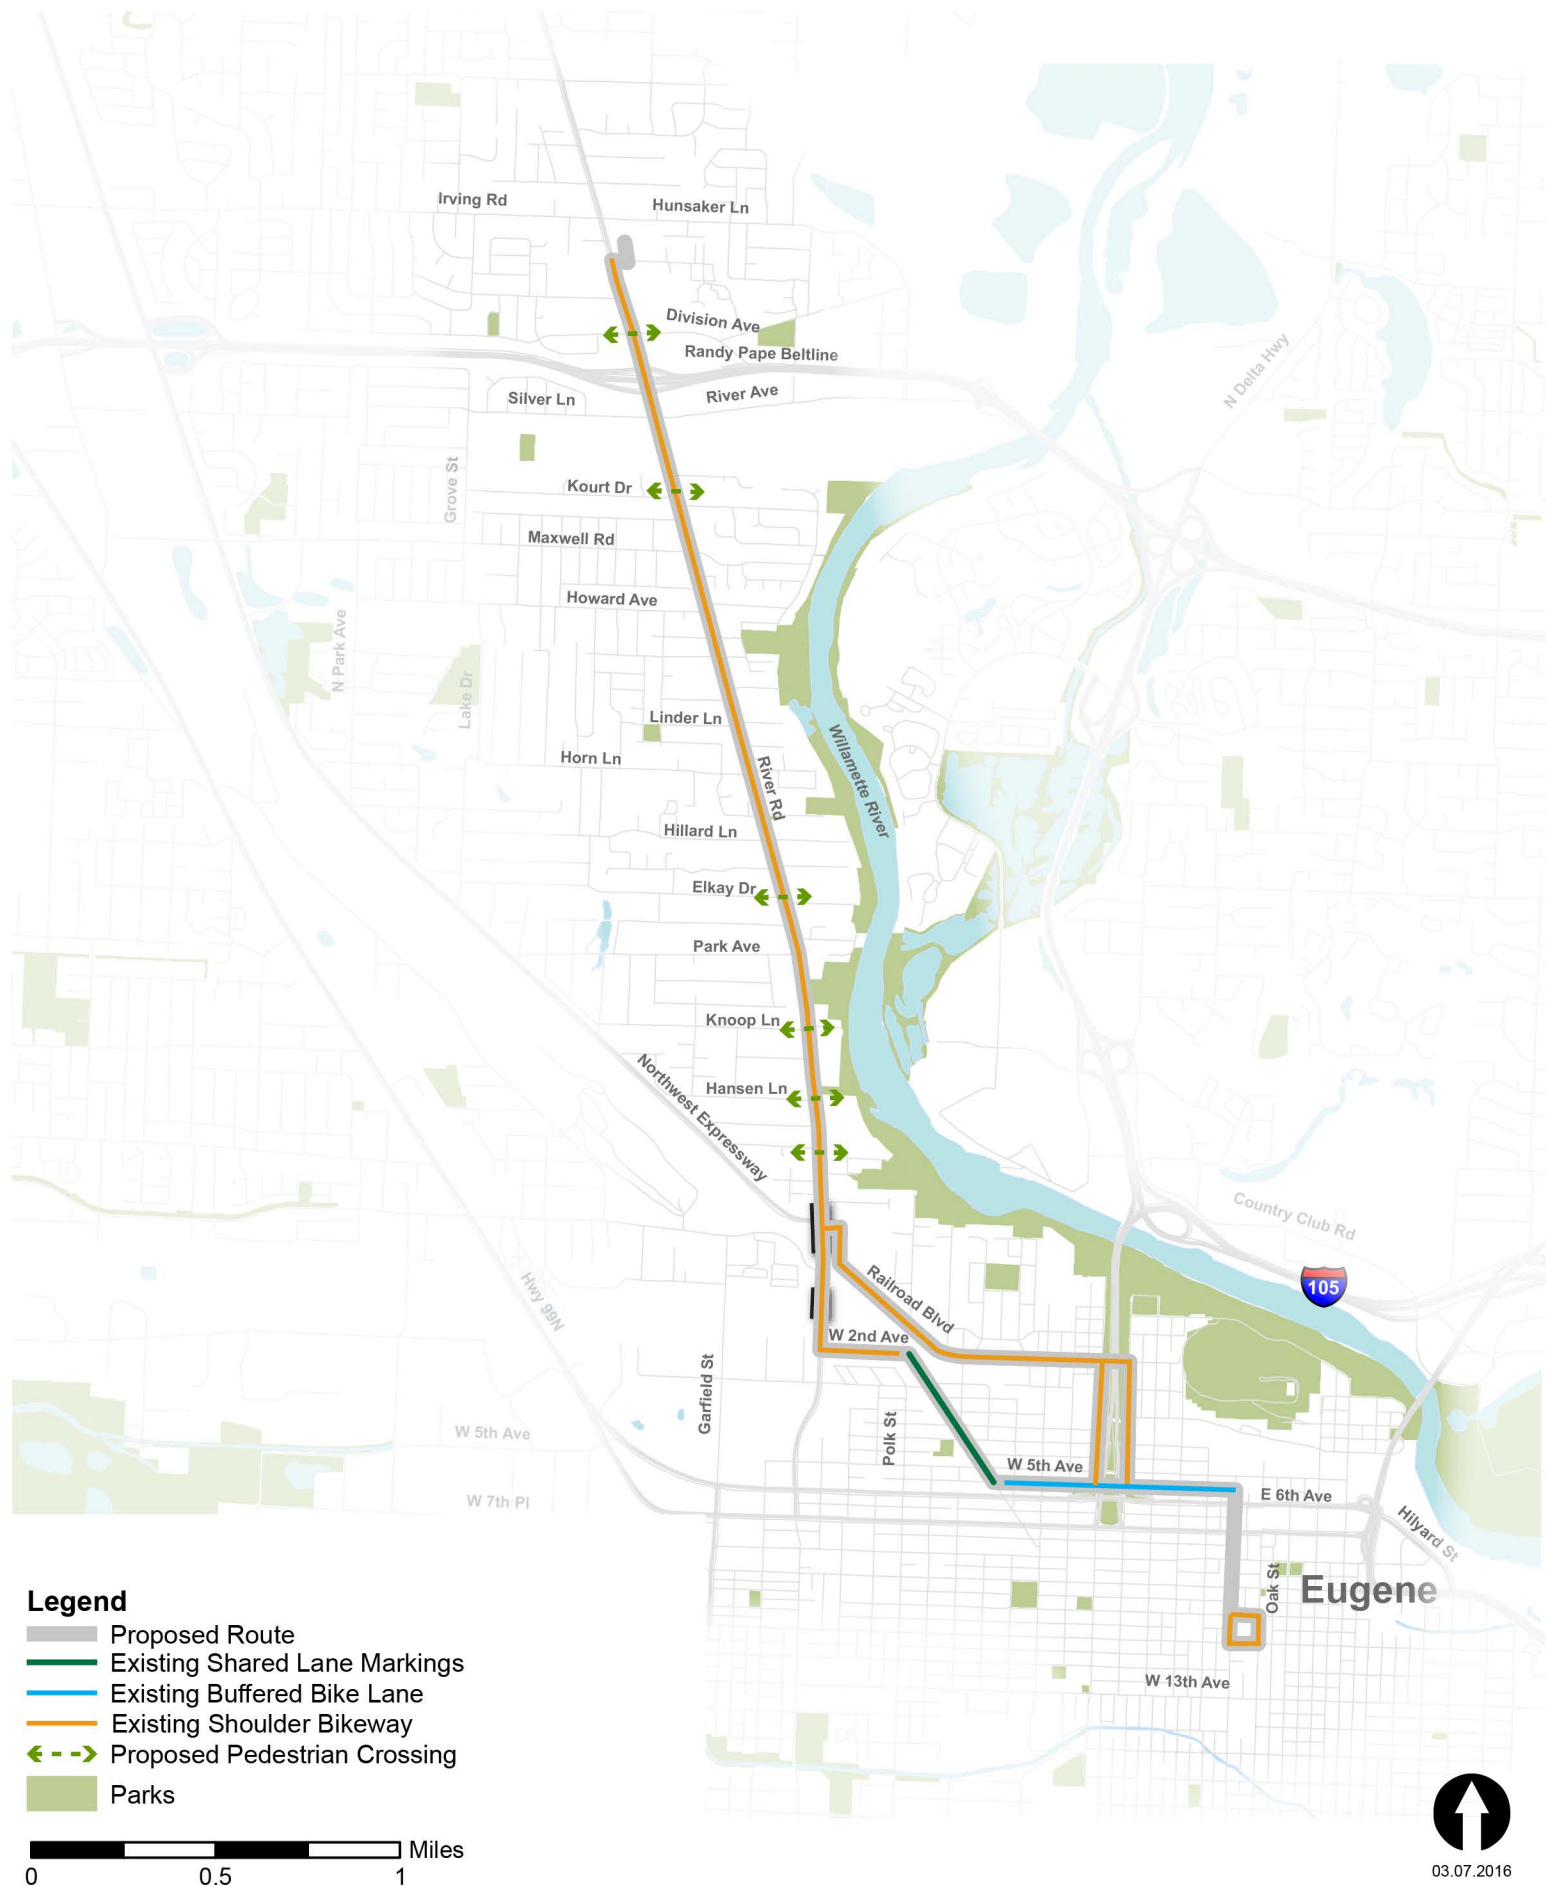 Irving Rd
Hunsaker Ln
Division Ave
Randy Pape Beltline
Silver Ln
River Ave
N Delta Hwy
Grove St
Kourt Dr
Maxwell Rd
Howard Ave
N Park Ave
Lake Dr
Linder Ln
Horn Ln
River Rd
Willamette River
Hillard Ln
Elkay Dr
Park Ave
Knoop Ln
Northwest Expressway
Hansen Ln
Country Club Rd
105
Hwy 99N
Railroad Blvd
W 2nd Ave
Garfield St
Polk St
W 5th Ave
W 5th Ave
W 7th Pl
E 6th Ave
Hilyard St
Oak St
Eugene
W 13th Ave
Legend
Proposed Route
Existing Shared Lane Markings
Existing Buffered Bike Lane
Existing Shoulder Bikeway
Proposed Pedestrian Crossing
Parks
Miles
0 0.5 1
03.07.2016